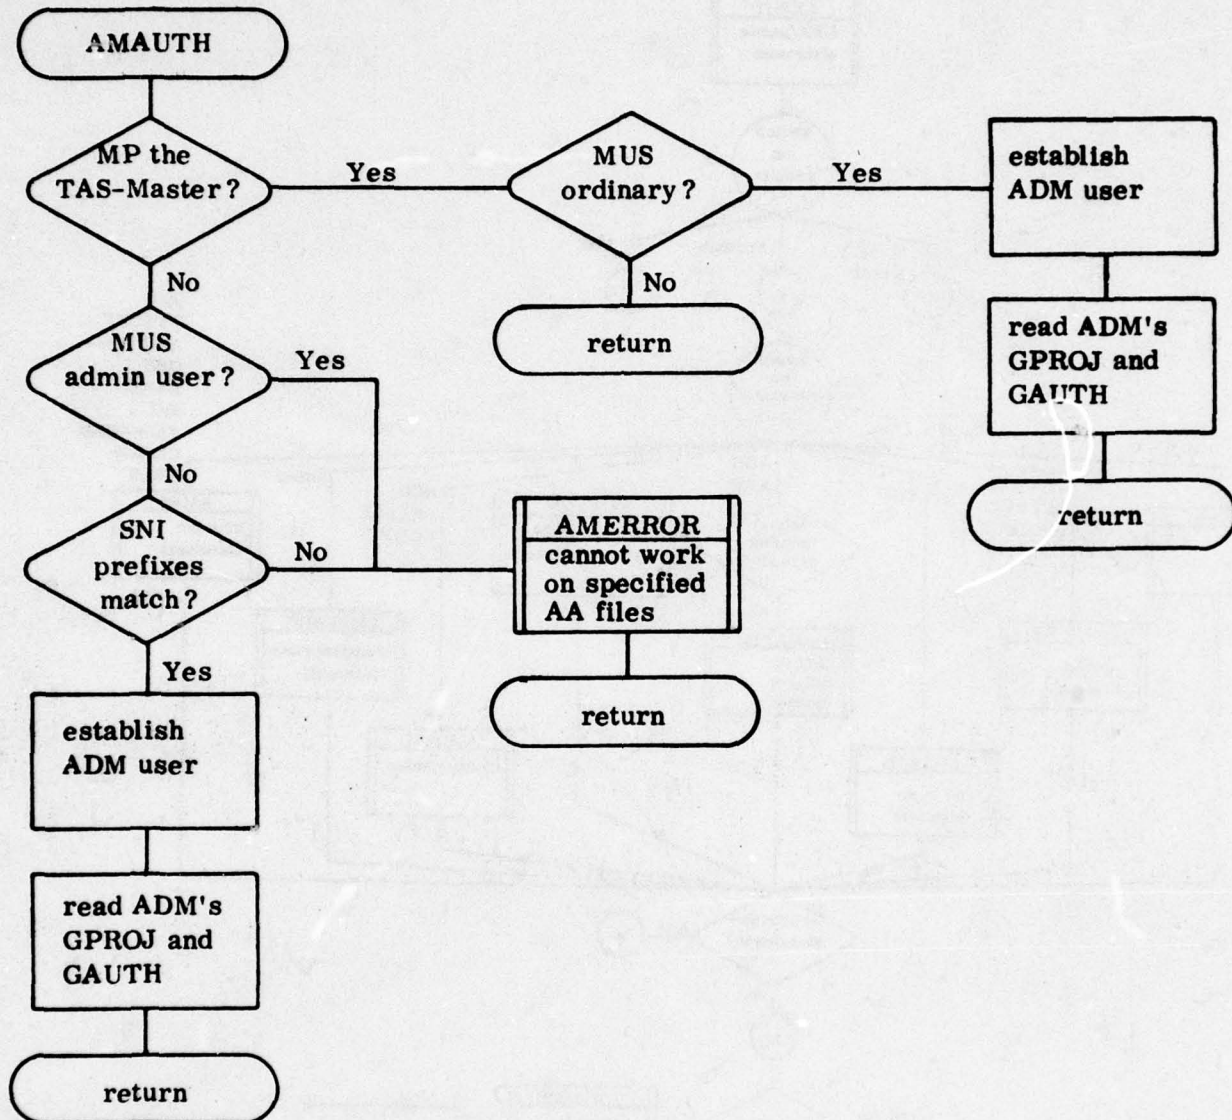 AMAUTH
MP the
TAS-Master?
Yes
MUS
ordinary?
Yes
establish
ADM user
No
No
return
read ADM's
GPROJ and
GAUTH
return
MUS
admin user?
Yes
No
SNI
prefixes
match?
No
AMERROR
cannot work
on specified
AA files
return
Yes
establish
ADM user
read ADM's
GPROJ and
GAUTH
return